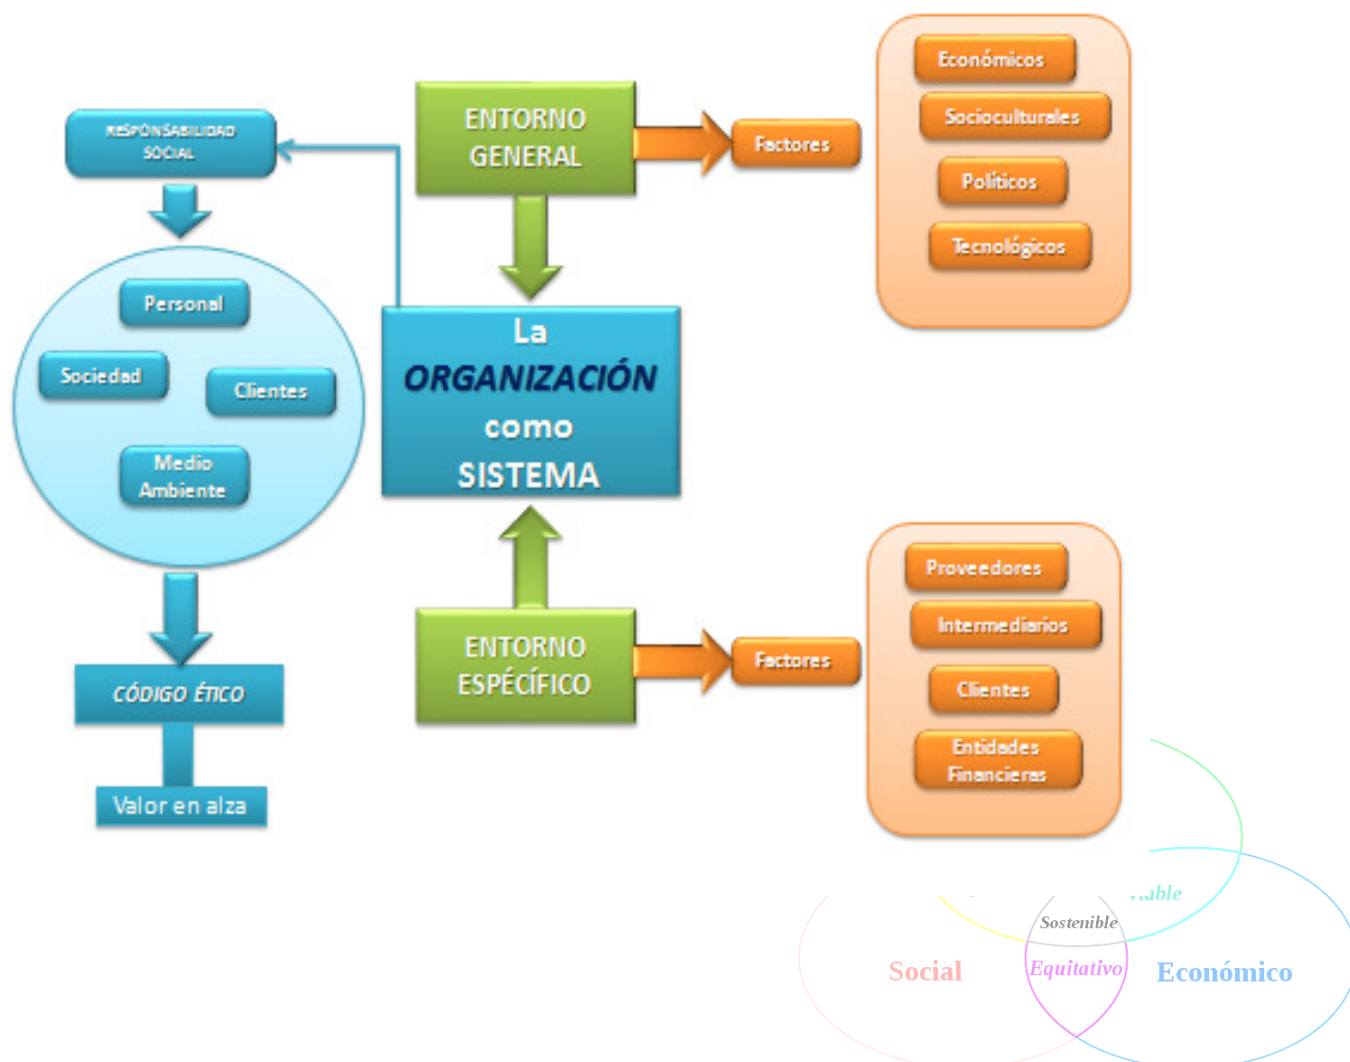 RESPONSABILIDAD
SOCIAL
Personal
Sociedad
Clientes
Medio
Ambiente
CÓDIGO ÉTICO
Valor en alza
ENTORNO
GENERAL
La
ORGANIZACIÓN
como
SISTEMA
ENTORNO
ESPÉCÍFICO
Factores
Económicos
Socioculturales
Políticos
Tecnológicos
Factores
Proveedores
Intermediarios
Clientes
Entidades
Financieras
Sostenible
Social
Equitativo
Económico